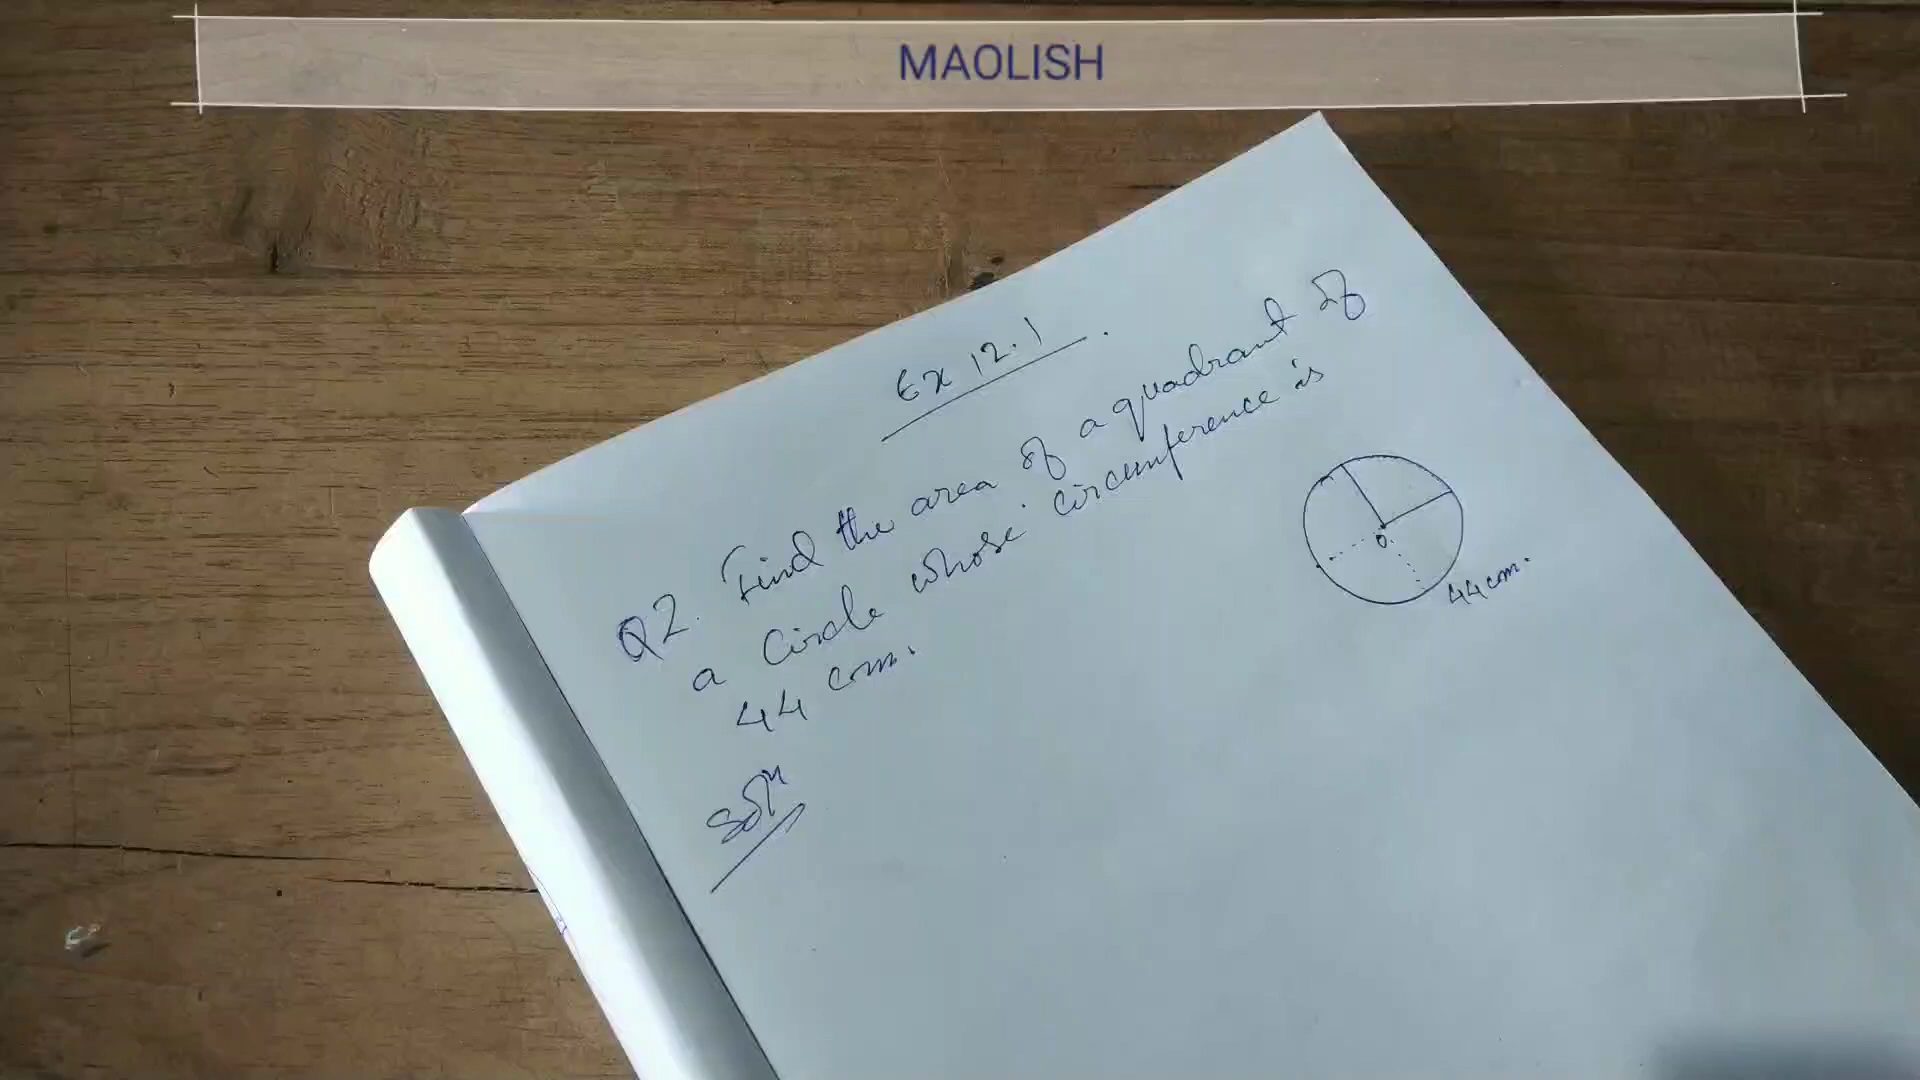 MAOLISH
Ex 12.1
Q2. Find the area of a quadrant of
a Circle whose circumference is
44 cm.
O
44 cm.
Solⁿ